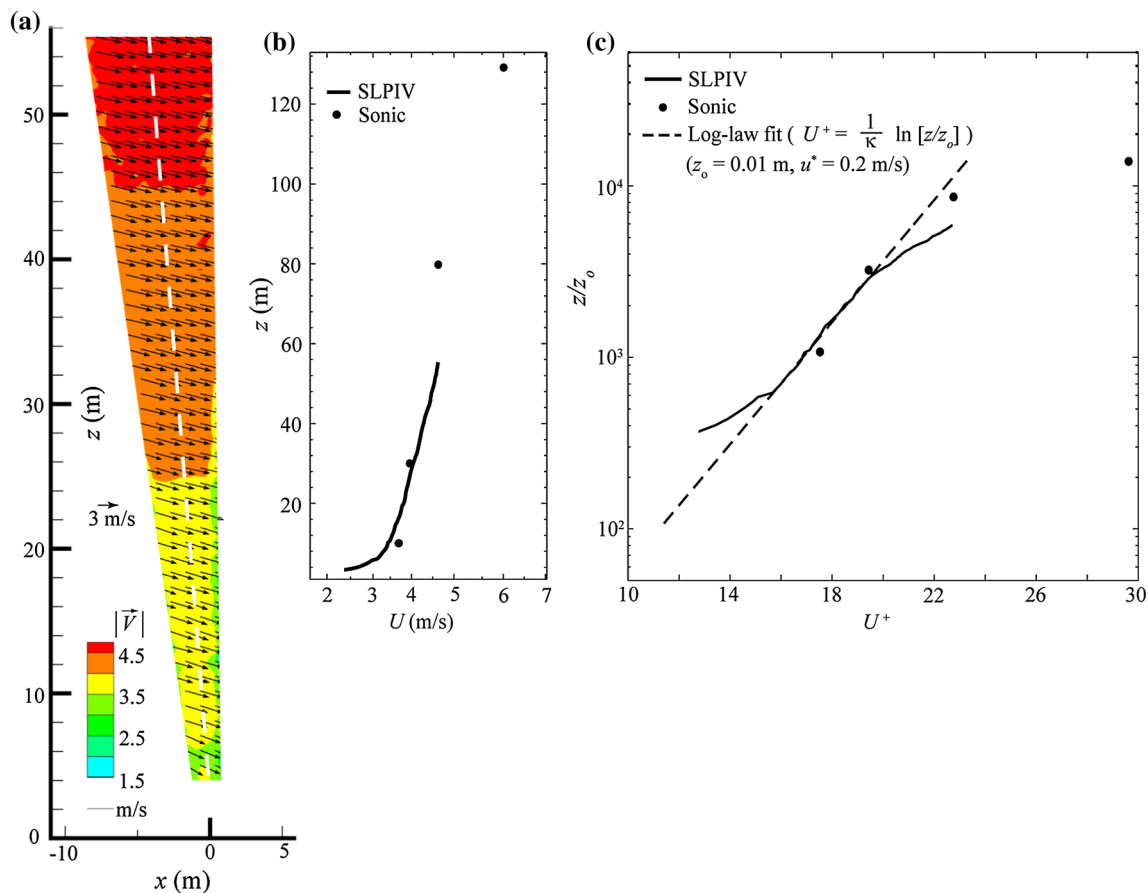 (a)
50
40
30
20
10
0
z (m)
3 m/s
|V|
4.5
3.5
2.5
1.5
m/s
-10
0
5
x (m)
(b)
SLPIV
Sonic
120
100
80
60
40
20
z (m)
2
3
4
5
6
7
U (m/s)
(c)
SLPIV
Sonic
Log-law fit ( U⁺ = 1/κ ln [z/zₒ] )
(zₒ = 0.01 m, u* = 0.2 m/s)
10⁴
10³
10²
z/zₒ
10
14
18
22
26
30
U⁺